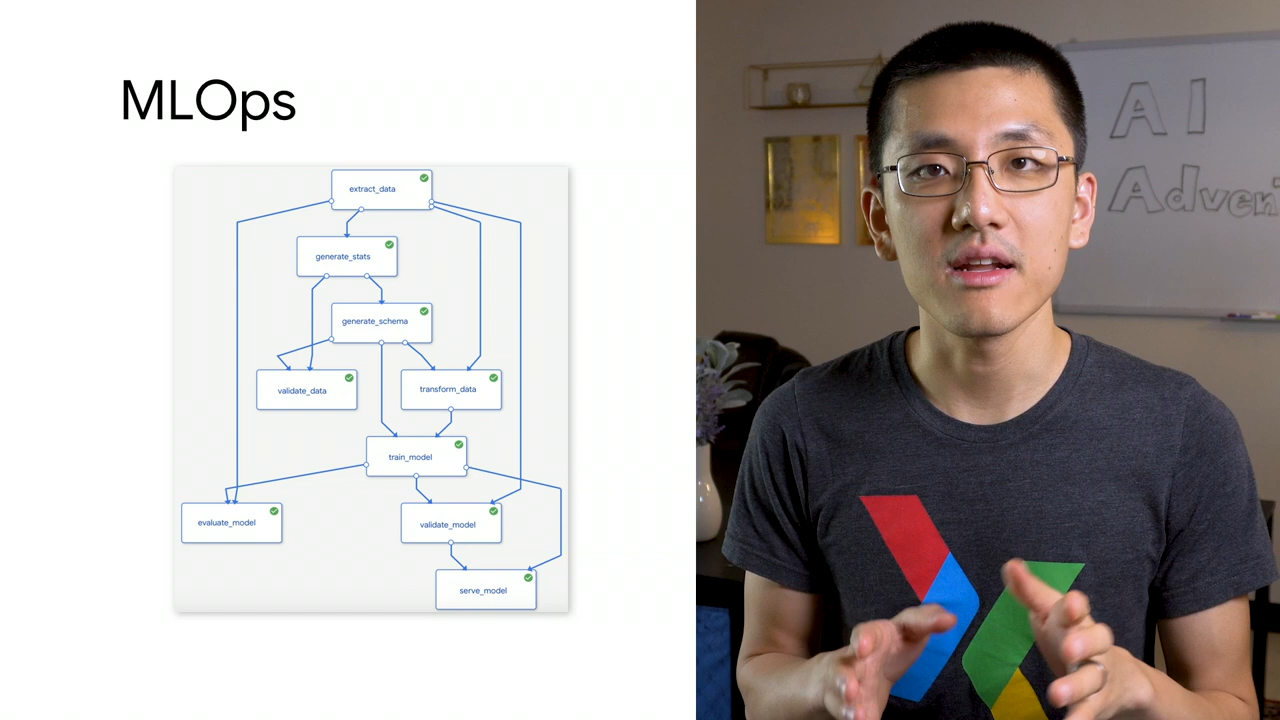 MLOps
extract_data
generate_stats
generate_schema
validate_data
transform_data
train_model
evaluate_model
validate_model
serve_model
AI